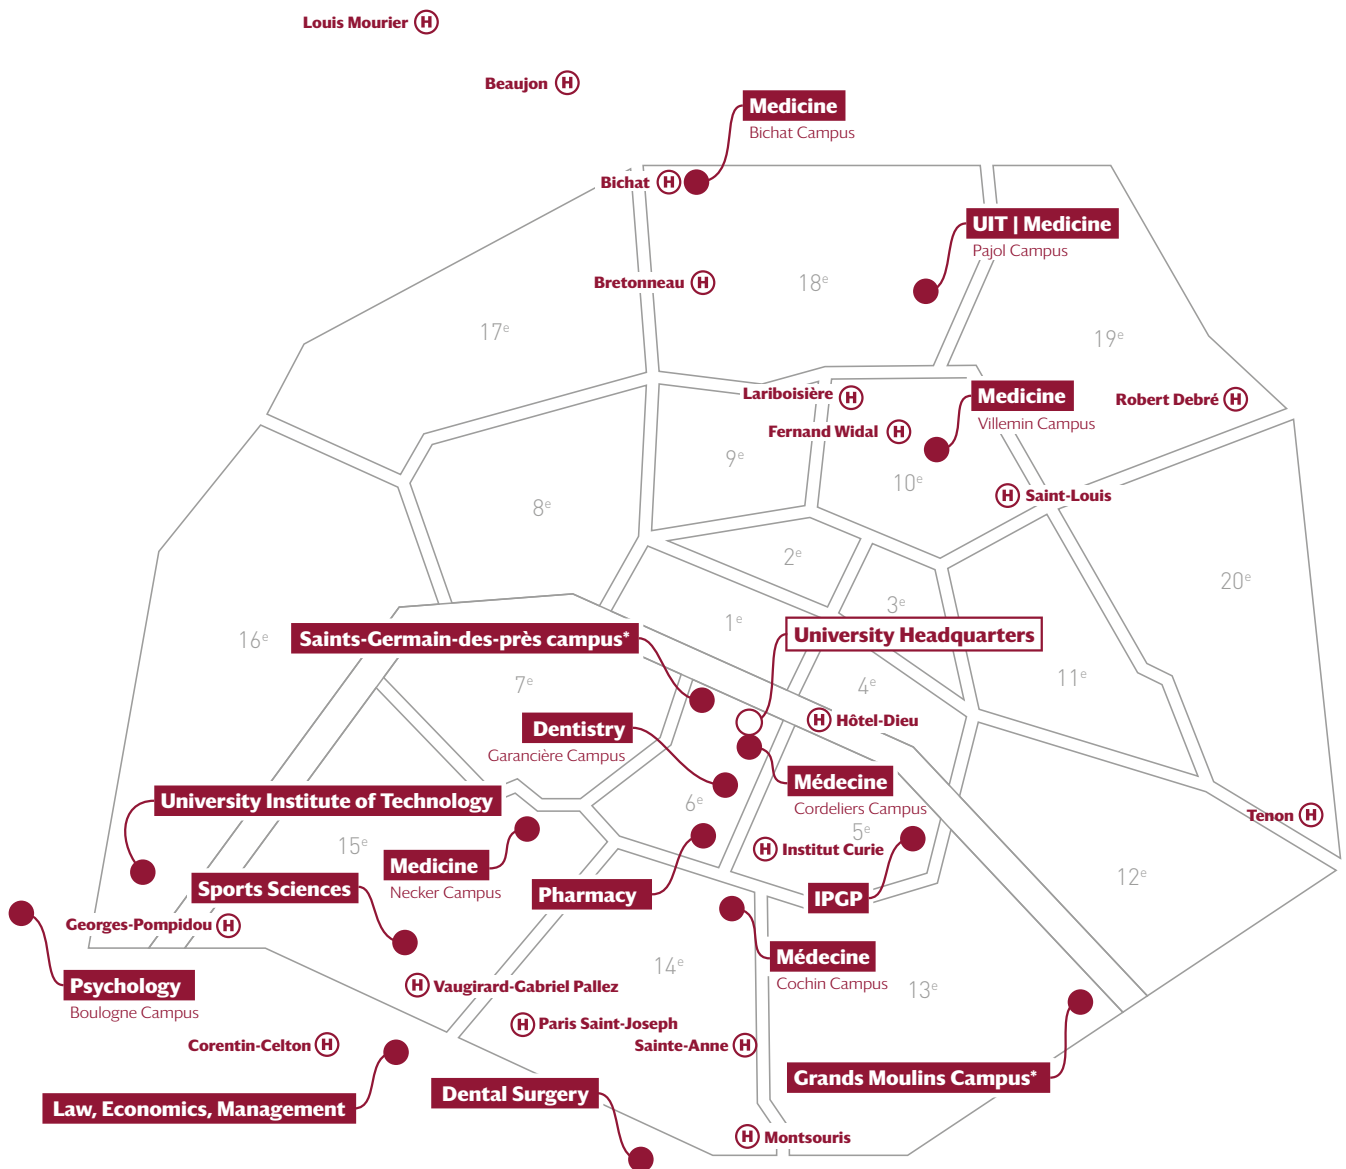 Louis Mourier H
Beaujon H
Medicine
Bichat Campus
Bichat H
UIT | Medicine
Pajol Campus
Bretonneau H
18e
17e
19e
Lariboisière H
Medicine
Villemin Campus
Robert Debré H
Fernand Widal H
9e
10e
H Saint-Louis
8e
2e
20e
3e
1e
16e
Saints-Germain-des-près campus*
University Headquarters
11e
7e
4e
H Hôtel-Dieu
Dentistry
Garancière Campus
Médecine
Cordeliers Campus
University Institute of Technology
6e
5e
Tenon H
15e
H Institut Curie
Medicine
Necker Campus
12e
Sports Sciences
Pharmacy
IPGP
Georges-Pompidou H
Médecine
Cochin Campus
14e
13e
Psychology
Boulogne Campus
H Vaugirard-Gabriel Pallez
H Paris Saint-Joseph
Sainte-Anne H
Corentin-Celton H
Grands Moulins Campus*
Dental Surgery
Law, Economics, Management
H Montsouris